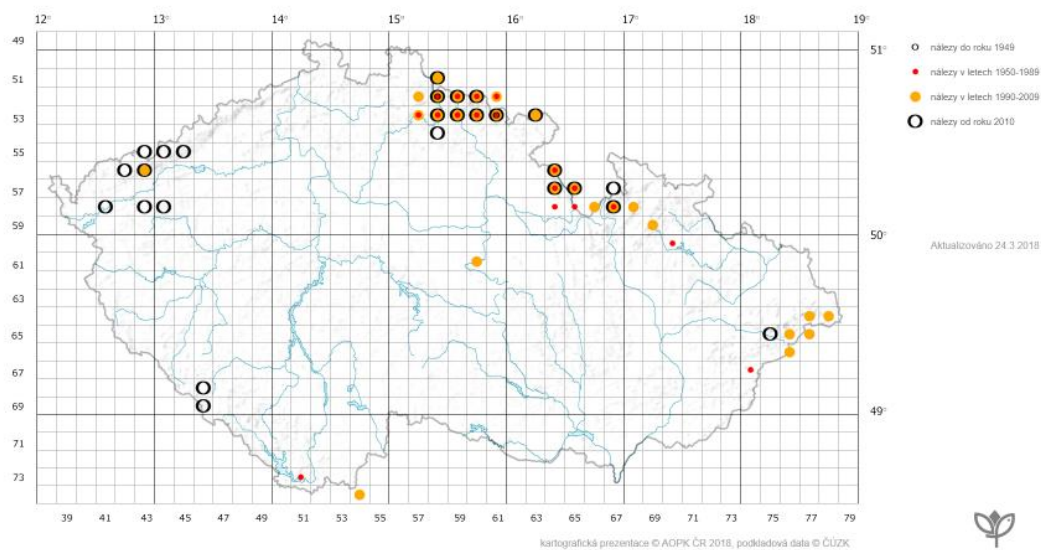 12° 13° 14° 15° 16° 17° 18° 19°
49
51°
nálezy do roku 1949
51
nálezy v letech 1950-1989
nálezy v letech 1990-2009
53
nálezy od roku 2010
55
57
59
50°
Aktualizováno 24.3.2018
61
63
65
67
69
49°
71
73
39 41 43 45 47 49 51 53 55 57 59 61 63 65 67 69 71 73 75 77 79
kartografická prezentace © AOPK ČR 2018, podkladová data © ČÚZK